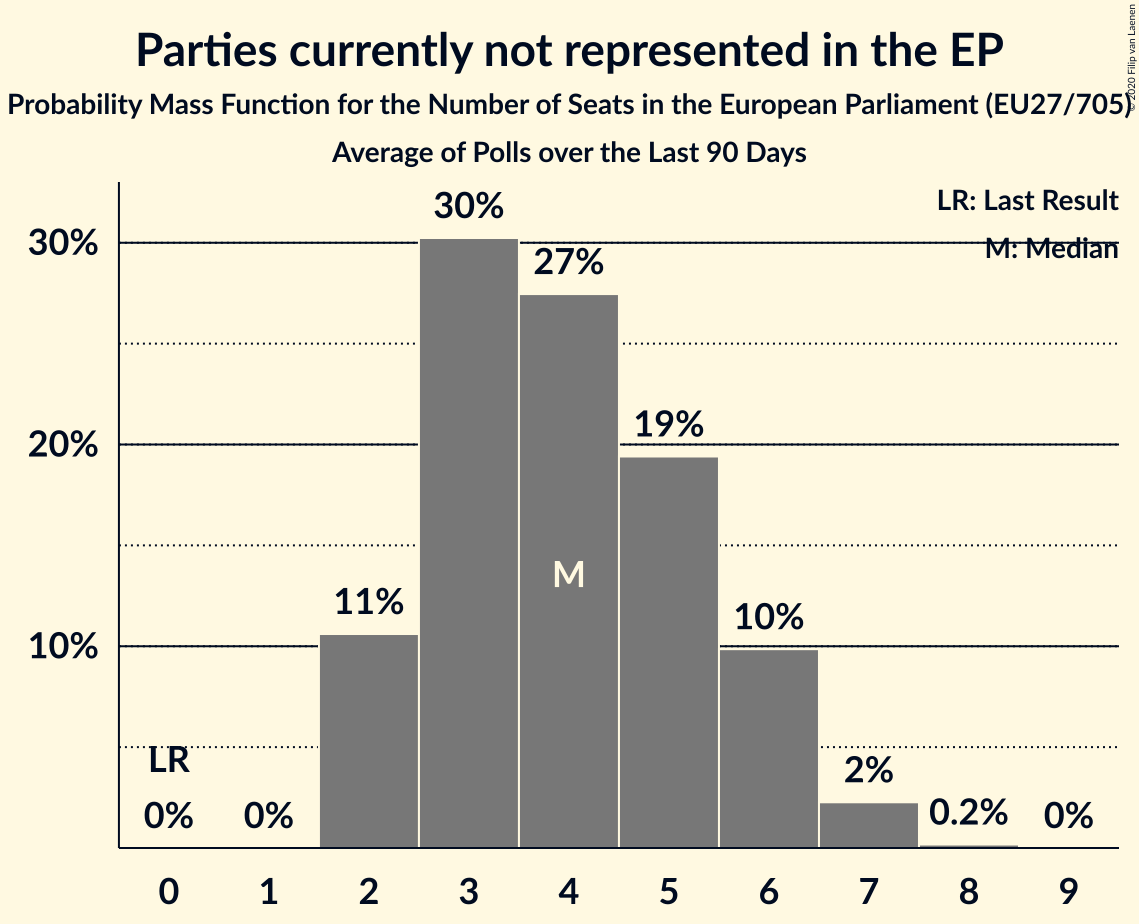 Parties currently not represented in the EP
Probability Mass Function for the Number of Seats in the European Parliament (EU27/705)
Average of Polls over the Last 90 Days
© 2020 Filip van Laenen
LR: Last Result
M: Median
30%
20%
10%
30%
27%
19%
11%
10%
2%
0.2%
0%
0%
0%
LR
M
0 1 2 3 4 5 6 7 8 9